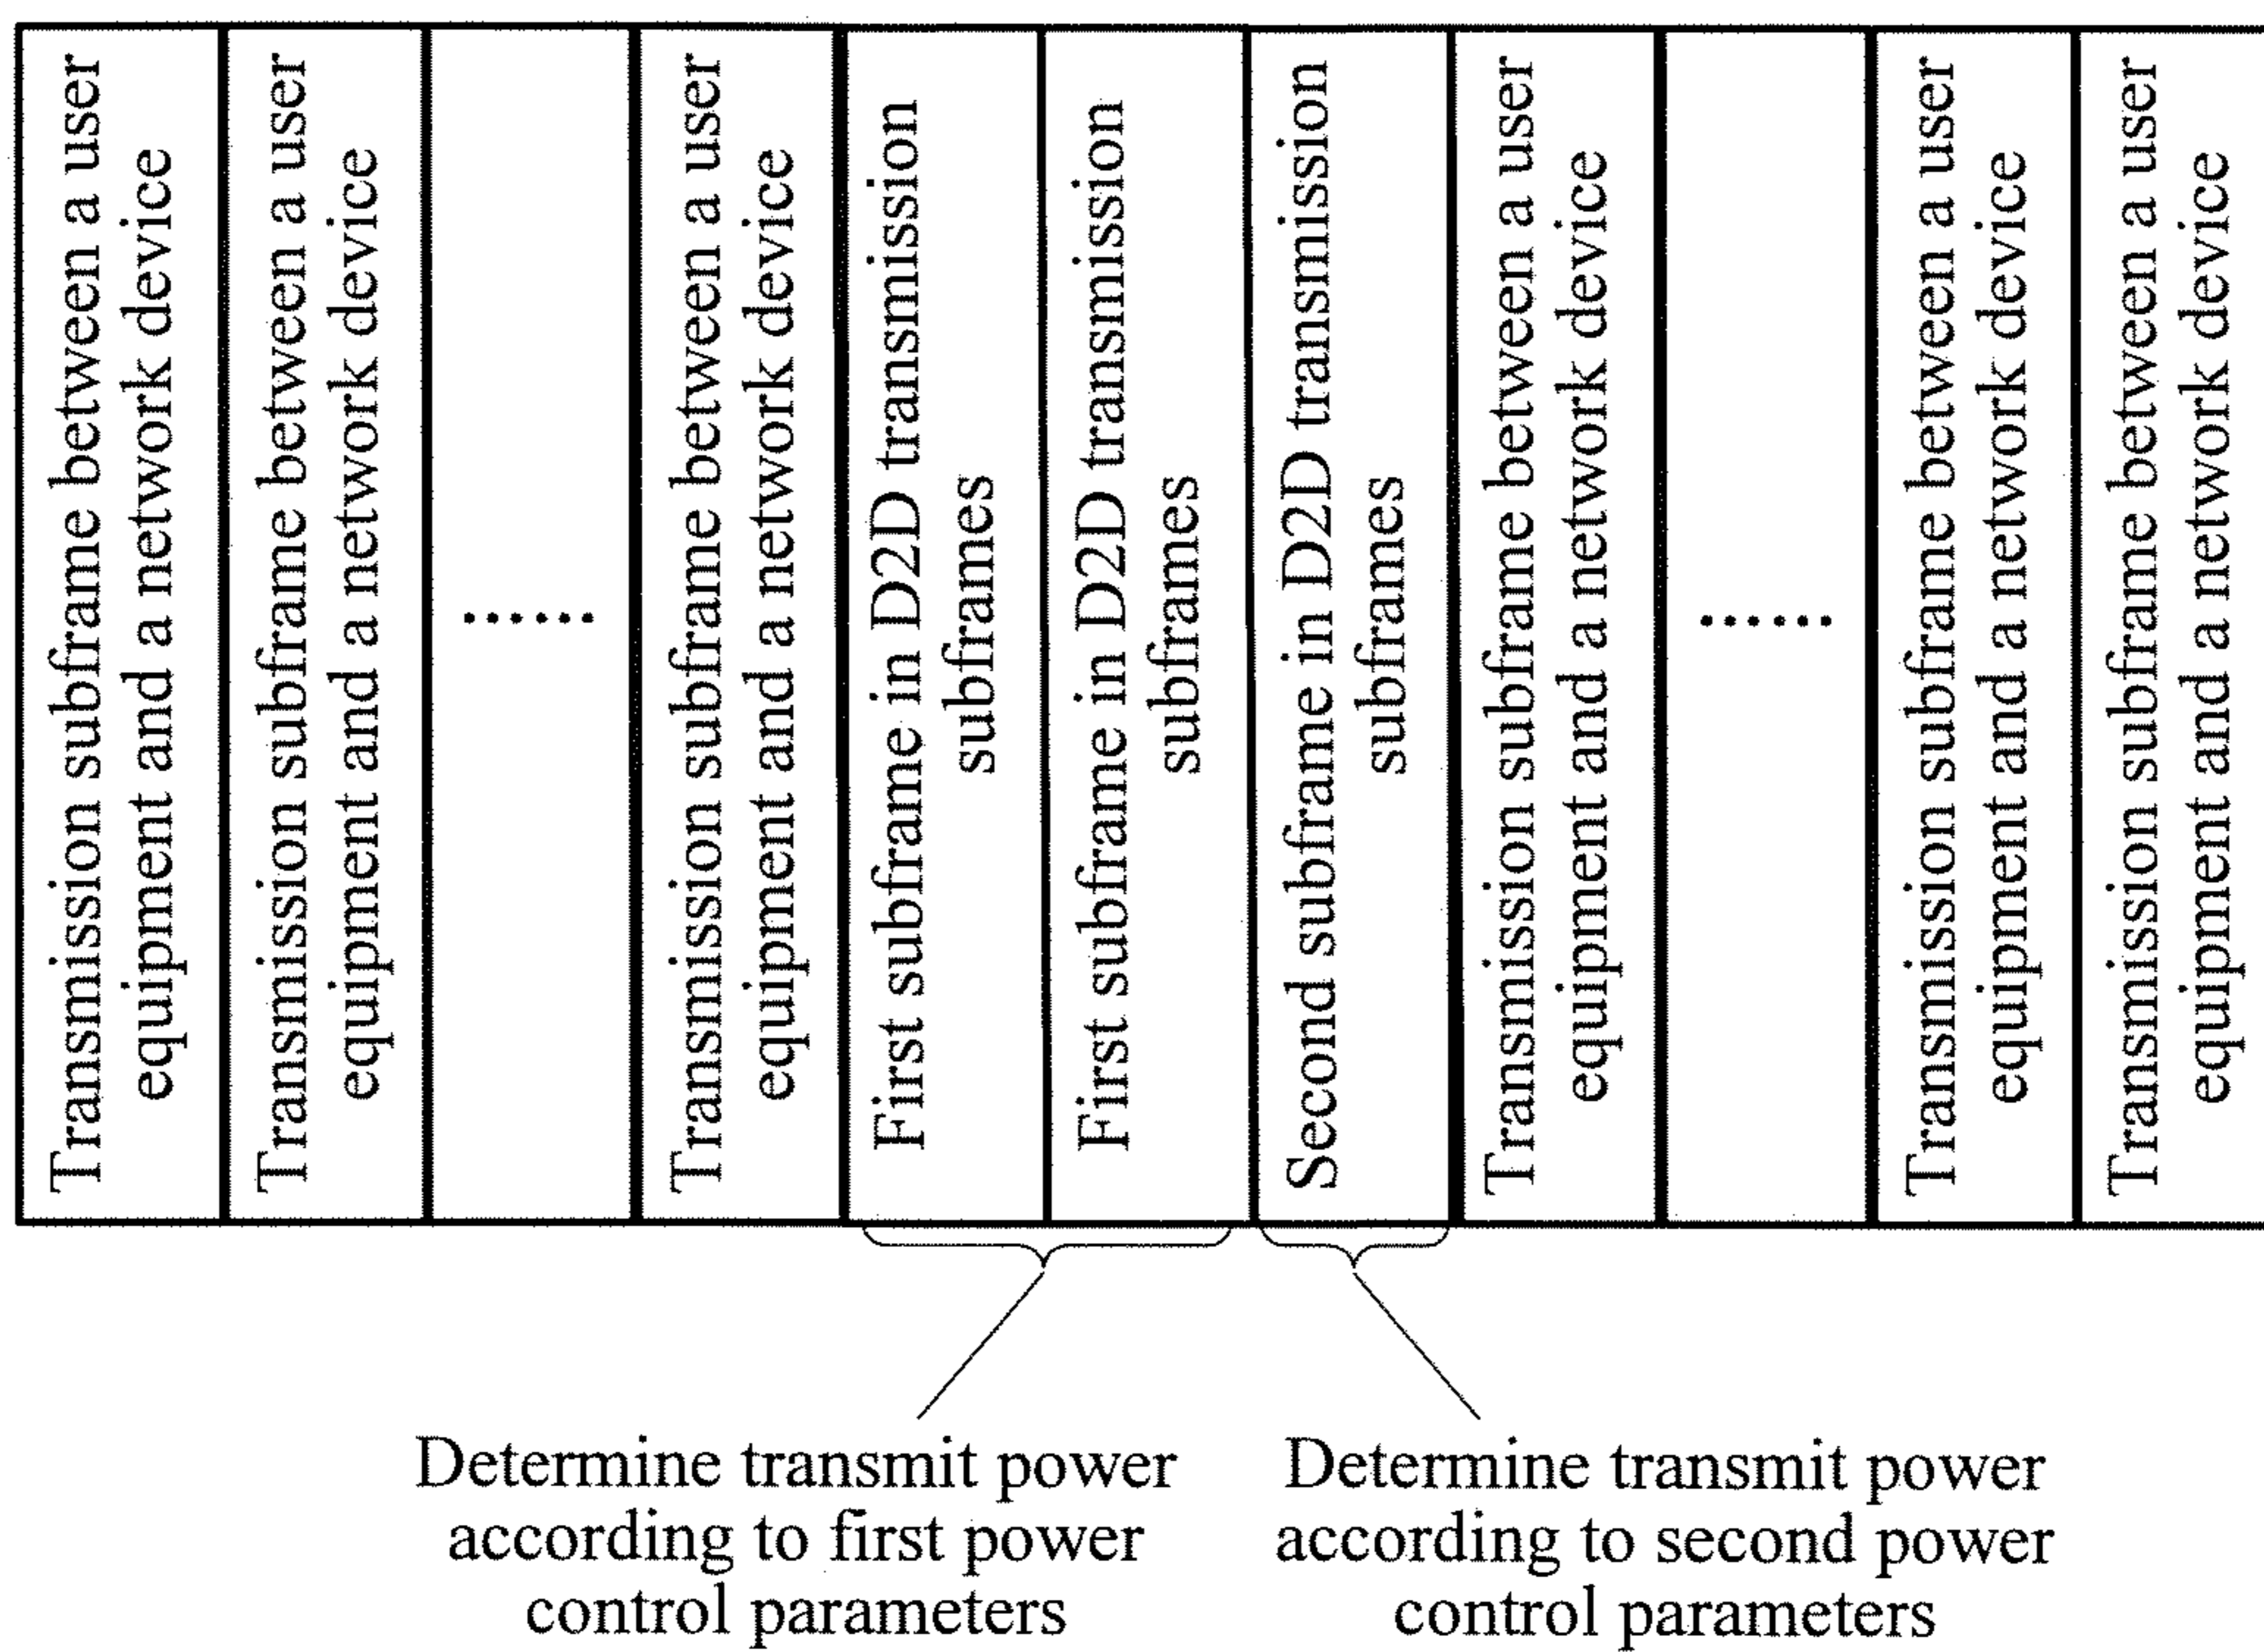 Transmission subframe between a user
equipment and a network device
Transmission subframe between a user
equipment and a network device
......
Transmission subframe between a user
equipment and a network device
First subframe in D2D transmission
subframes
First subframe in D2D transmission
subframes
Second subframe in D2D transmission
subframes
Transmission subframe between a user
equipment and a network device
......
Transmission subframe between a user
equipment and a network device
Transmission subframe between a user
equipment and a network device
Determine transmit power
according to first power
control parameters
Determine transmit power
according to second power
control parameters